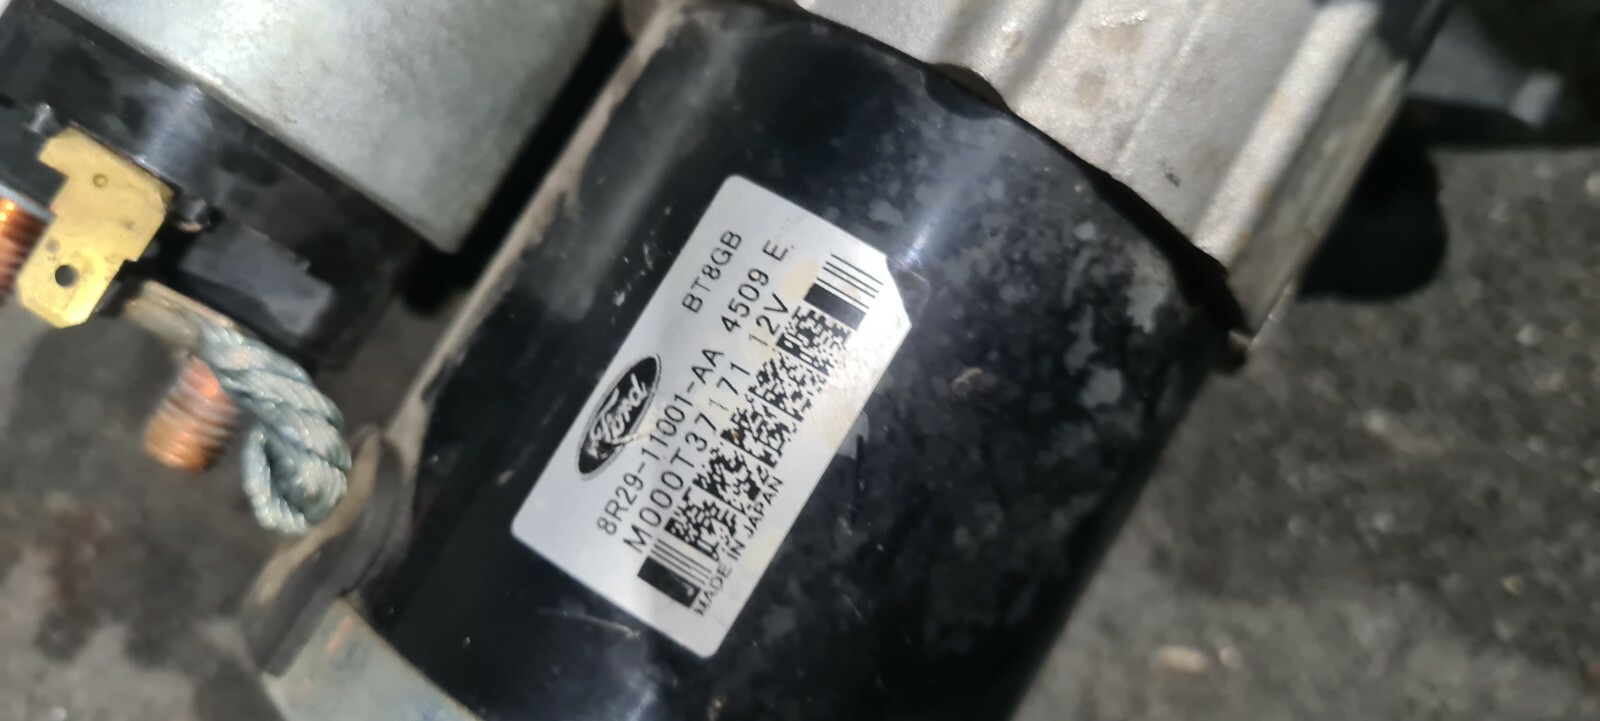 BT8GB
Ford
8R29-11001-AA 4509 E
M000T37171 12V
MADE IN JAPAN